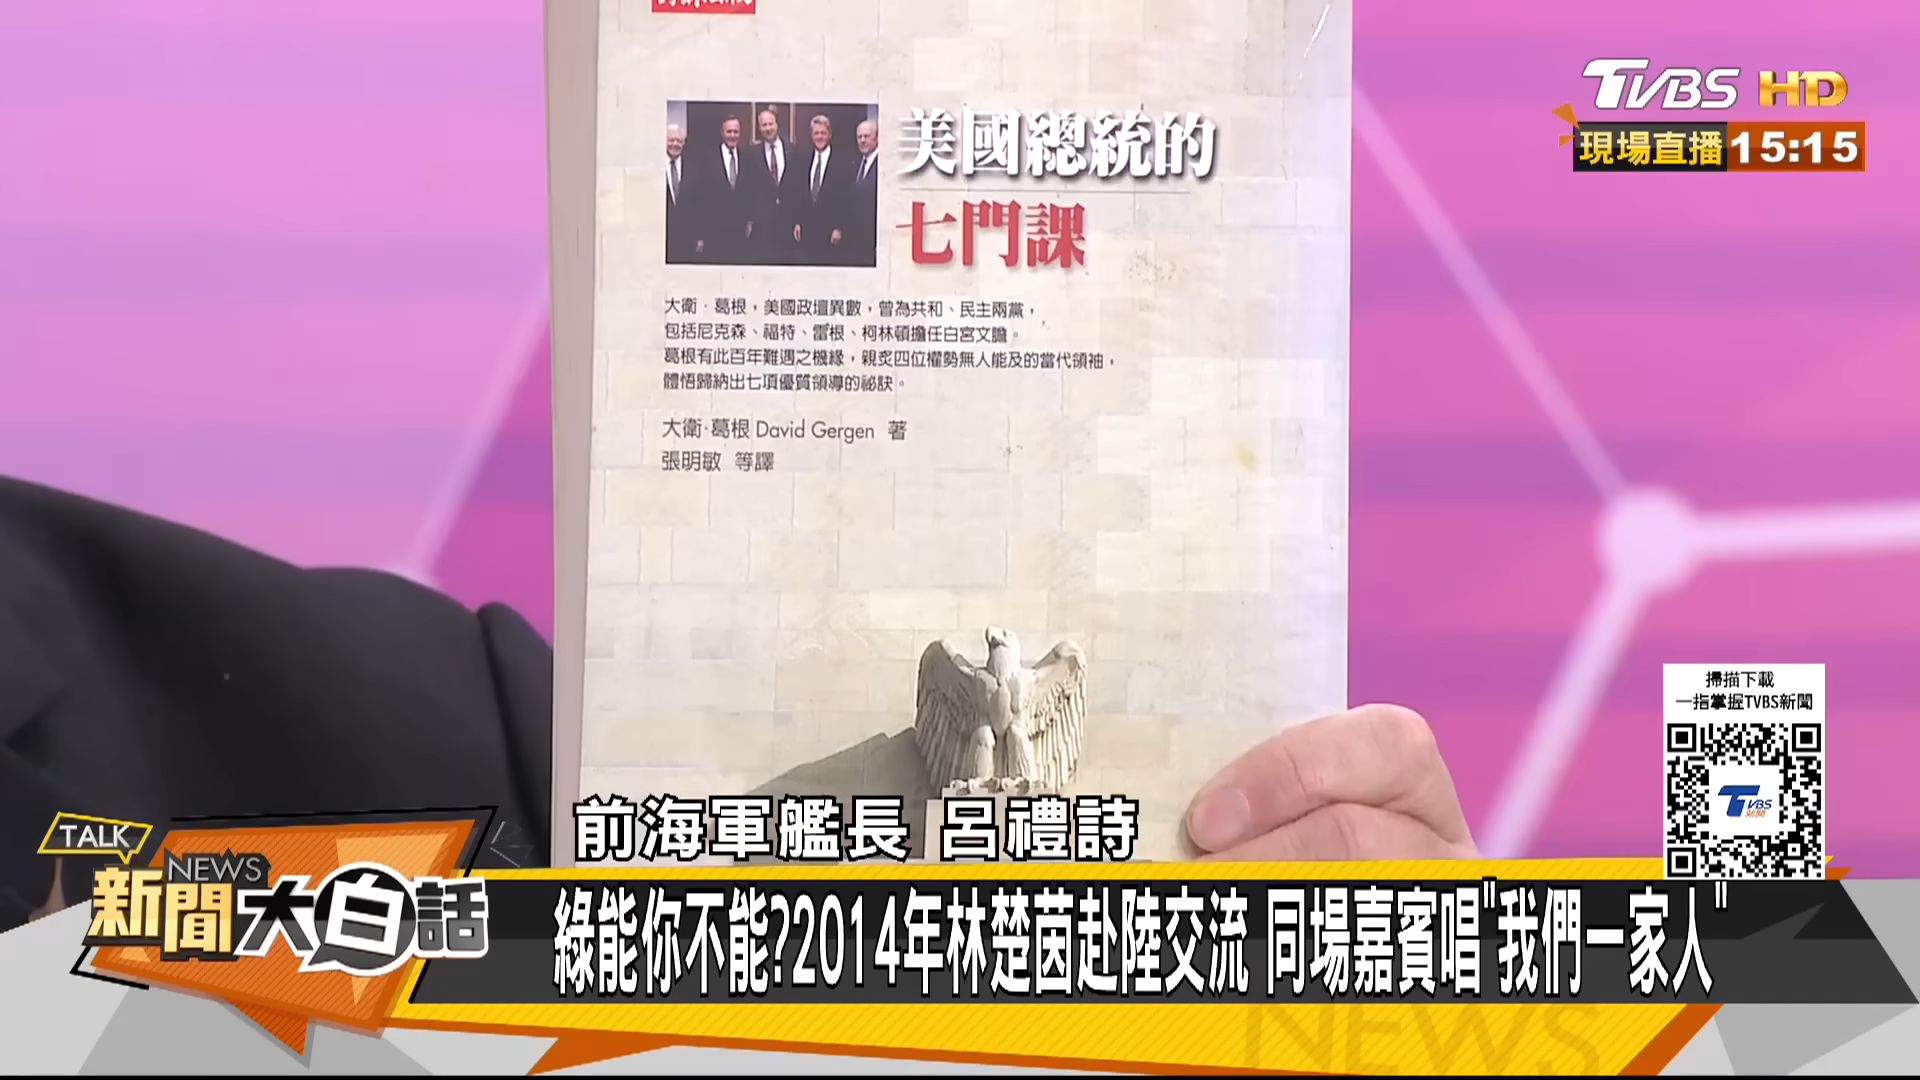 TVBS HD
現場直播 15:15
美國總統的
七門課
大衛·葛根，美國政壇異數，曾為共和、民主兩黨，
包括尼克森、福特、雷根、柯林頓擔任白宮文膽。
葛根有此百年難遇之機緣，親炙四位權勢無人能及的當代領袖，
體悟歸納出七項優質領導的祕訣。
大衛·葛根 David Gergen 著
張明敏 等譯
掃描下載
一指掌握TVBS新聞
TVBS
新聞
前海軍艦長 呂禮詩
TALK
NEWS
新聞大白話
綠能你不能?2014年林楚茵赴陸交流 同場嘉賓唱"我們一家人"
NEWS